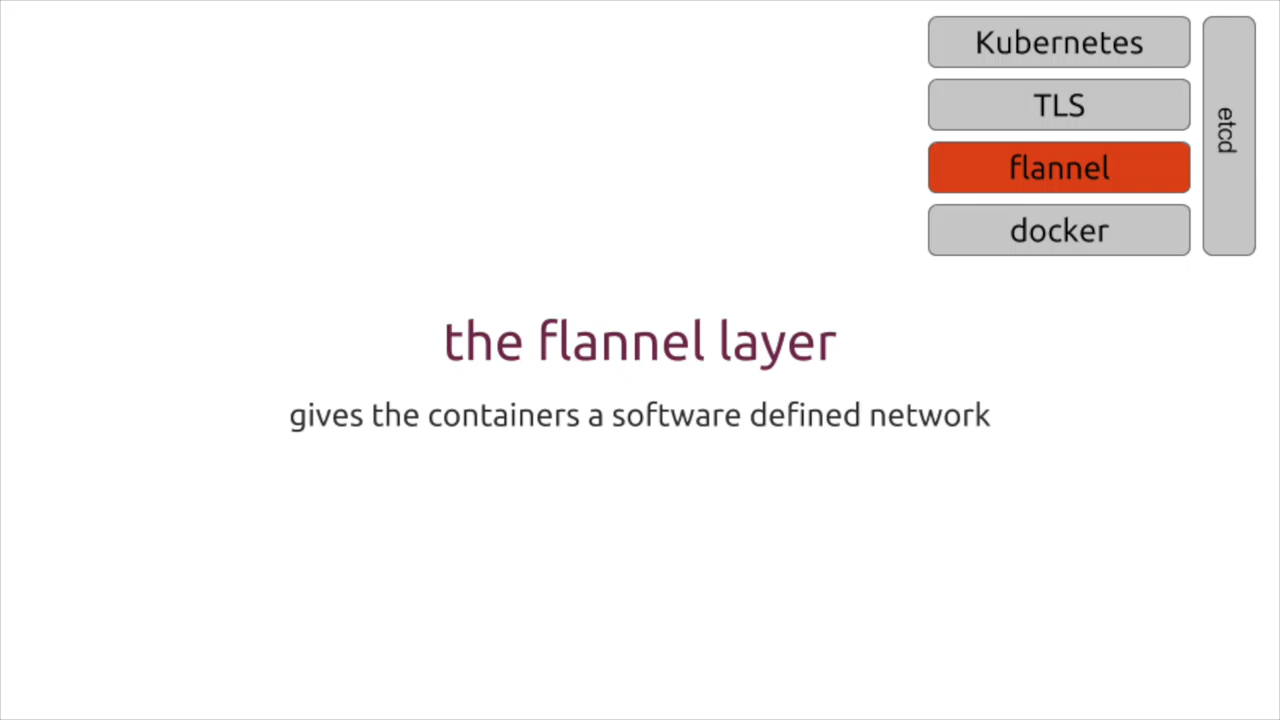 Kubernetes
TLS
flannel
docker
etcd
the flannel layer
gives the containers a software defined network